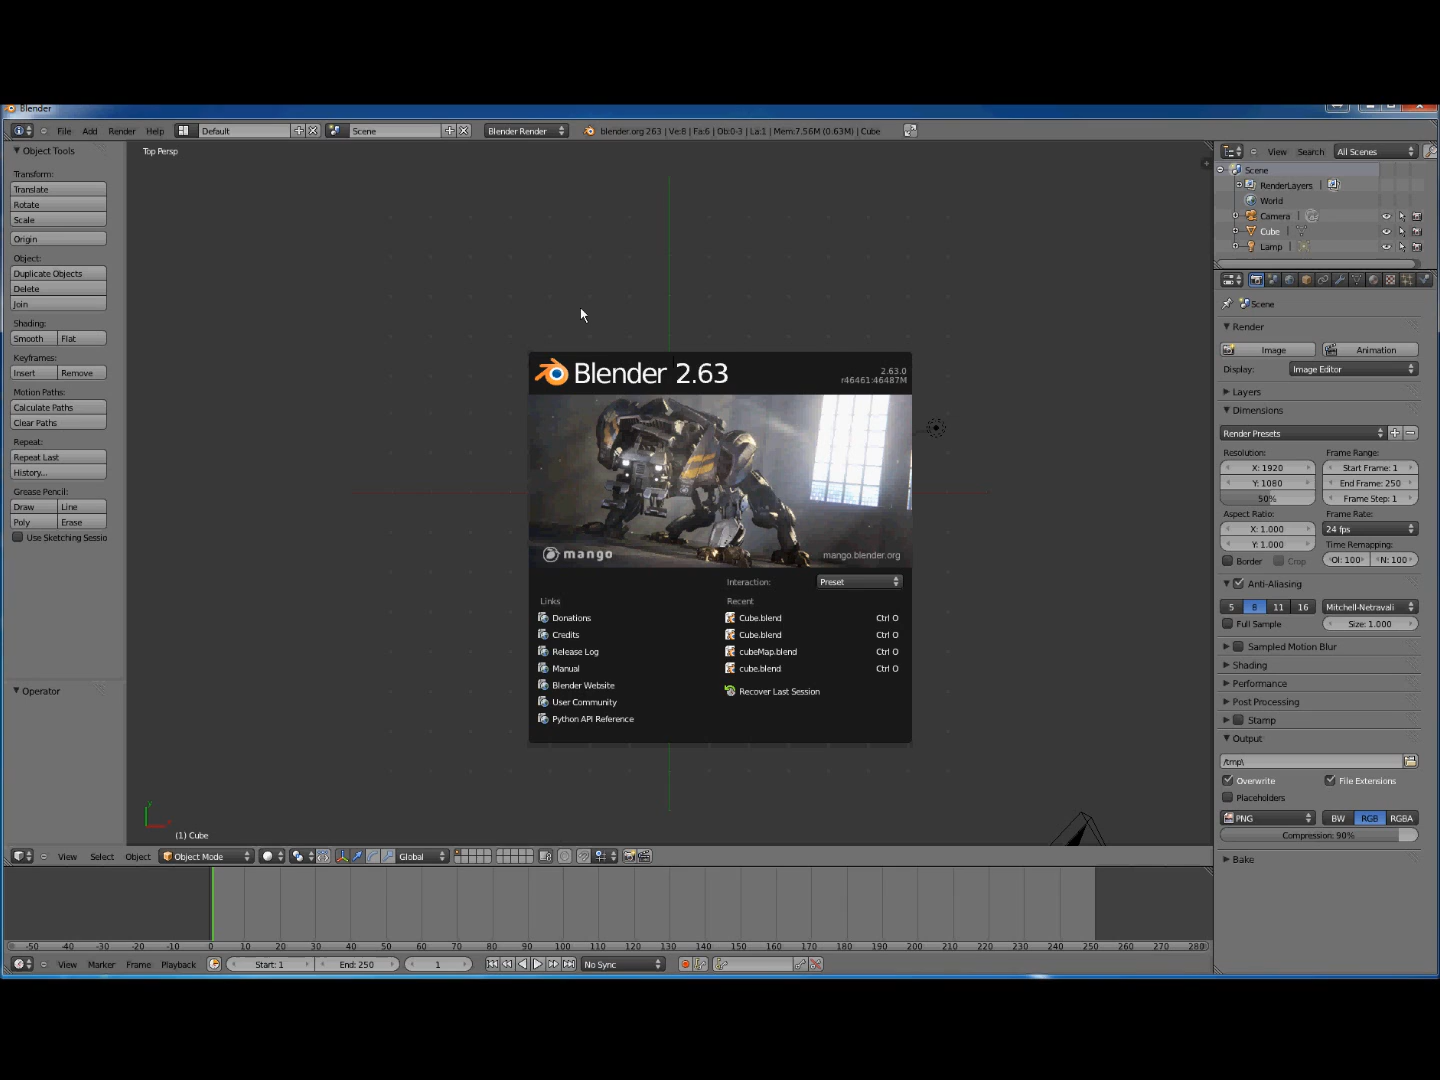 Blender
File Add Render Help Default Scene Blender Render blender.org 263 | Ve:8 | Fa:6 | Ob:0-3 | La:1 | Mem:7.56M (0.63M) | Cube
Object Tools
Transform:
Translate
Rotate
Scale
Origin
Object:
Duplicate Objects
Delete
Join
Shading:
Smooth Flat
Keyframes:
Insert Remove
Motion Paths:
Calculate Paths
Clear Paths
Repeat:
Repeat Last
History...
Grease Pencil:
Draw Line
Poly Erase
Use Sketching Sessio
Operator
Top Persp
Blender 2.63
2.63.0
r46461:46487M
mango
mango.blender.org
Interaction: Preset
Links
Donations
Credits
Release Log
Manual
Blender Website
User Community
Python API Reference
Recent
Cube.blend Ctrl O
Cube.blend Ctrl O
cubeMap.blend Ctrl O
cube.blend Ctrl O
Recover Last Session
(1) Cube
View Select Object Object Mode Global
-50 -40 -30 -20 -10 0 10 20 30 40 50 60 70 80 90 100 110 120 130 140 150 160 170 180 190 200 210 220 230 240 250 260 270 280
View Marker Frame Playback Start: 1 End: 250 1 No Sync
View Search All Scenes
Scene
RenderLayers
World
Camera
Cube
Lamp
Scene
Render
Image Animation
Display: Image Editor
Layers
Dimensions
Render Presets
Resolution: Frame Range:
X: 1920 Start Frame: 1
Y: 1080 End Frame: 250
50% Frame Step: 1
Aspect Ratio: Frame Rate:
X: 1.000 24 fps
Y: 1.000 Time Remapping:
Border Crop Ol: 100 N: 100
Anti-Aliasing
5 8 11 16 Mitchell-Netravali
Full Sample Size: 1.000
Sampled Motion Blur
Shading
Performance
Post Processing
Stamp
Output
/tmp\
Overwrite File Extensions
Placeholders
PNG BW RGB RGBA
Compression: 90%
Bake